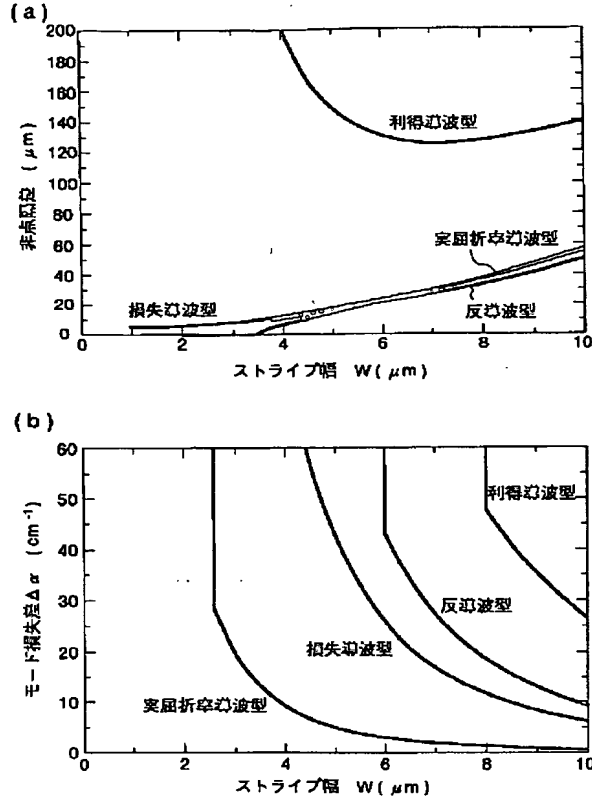 (a)
200
180
160
140
120
100
80
60
40
20
0
非点隔差 (μm)
利得導波型
実屈折率導波型
損失導波型
反導波型
0
2
4
6
8
10
ストライプ幅 W(μm)
(b)
60
50
40
30
20
10
0
モード損失差Δα (cm⁻¹)
利得導波型
反導波型
損失導波型
実屈折率導波型
0
2
4
6
8
10
ストライプ幅 W(μm)